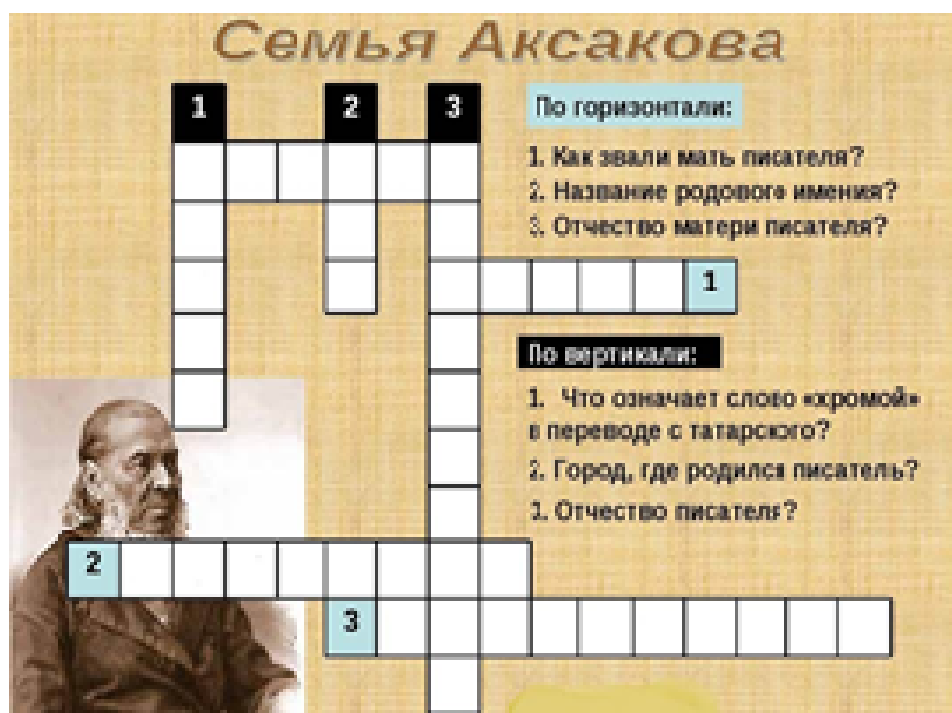 Семья Аксакова
1 2 3
По горизонтали:
1. Как звали мать писателя?
2. Название родового имения?
3. Отчество матери писателя?
1
По вертикали:
1. Что означает слово «хромой»
в переводе с татарского?
2. Город, где родился писатель?
3. Отчество писателя?
2
3